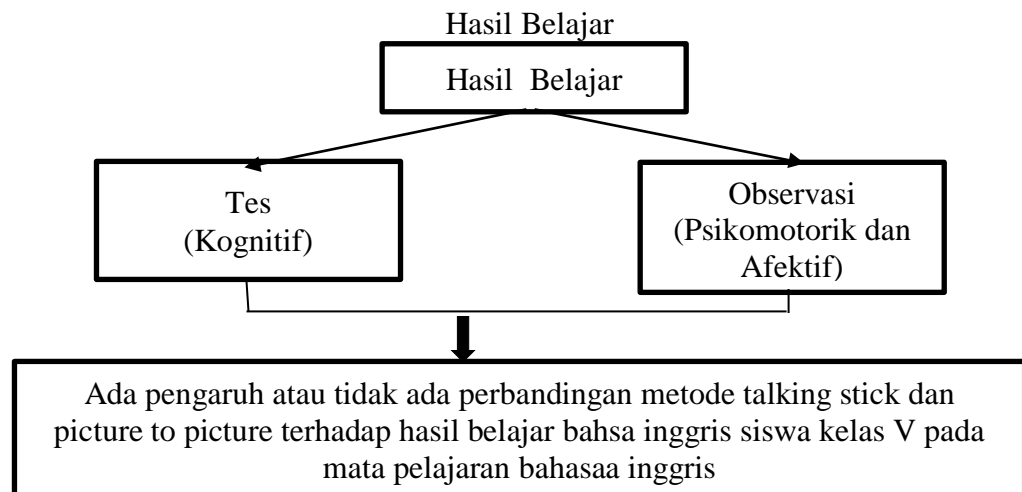 Hasil Belajar
Hasil Belajar
Tes
(Kognitif)
Observasi
(Psikomotorik dan
Afektif)
Ada pengaruh atau tidak ada perbandingan metode talking stick dan
picture to picture terhadap hasil belajar bahsa inggris siswa kelas V pada
mata pelajaran bahasaa inggris